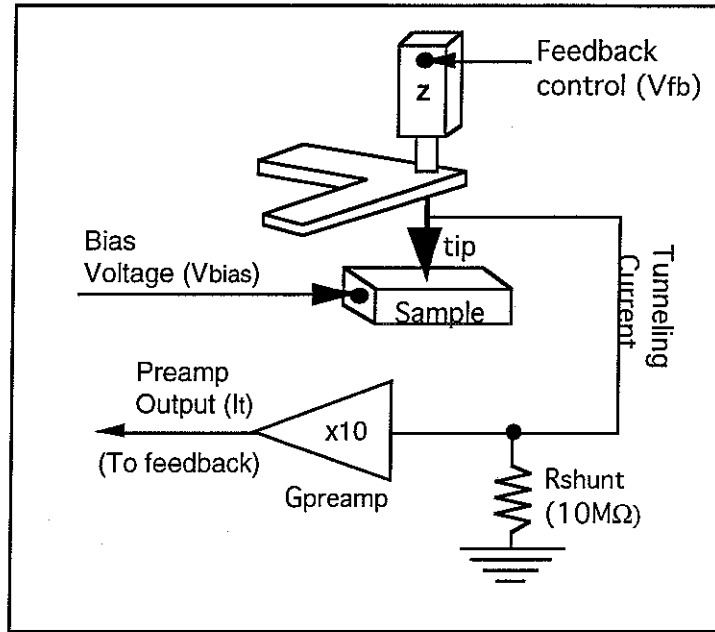 Feedback
control (Vfb)
z
Bias
Voltage (Vbias)
tip
Sample
Tunneling
Current
Preamp
Output (It)
(To feedback)
x10
Gpreamp
Rshunt
(10MΩ)